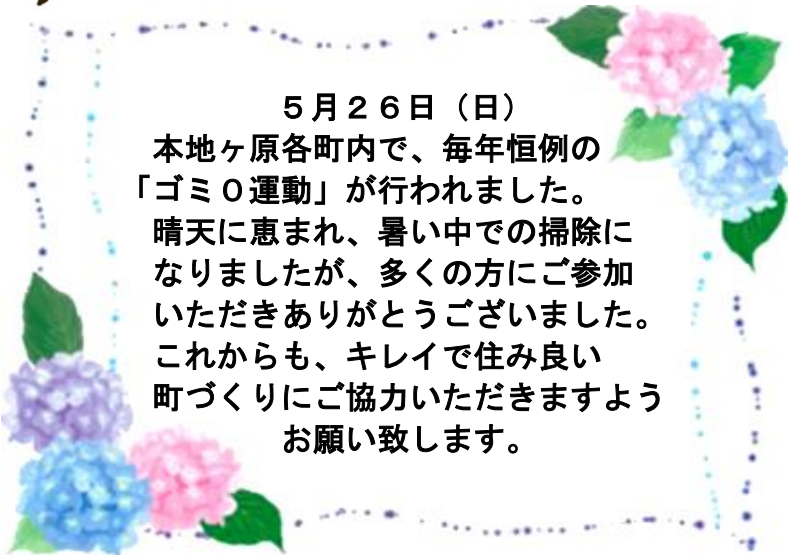 ５月２６日（日）
本地ヶ原各町内で、毎年恒例の
「ゴミ０運動」が行われました。
晴天に恵まれ、暑い中での掃除に
なりましたが、多くの方にご参加
いただきありがとうございました。
これからも、キレイで住み良い
町づくりにご協力いただきますよう
お願い致します。